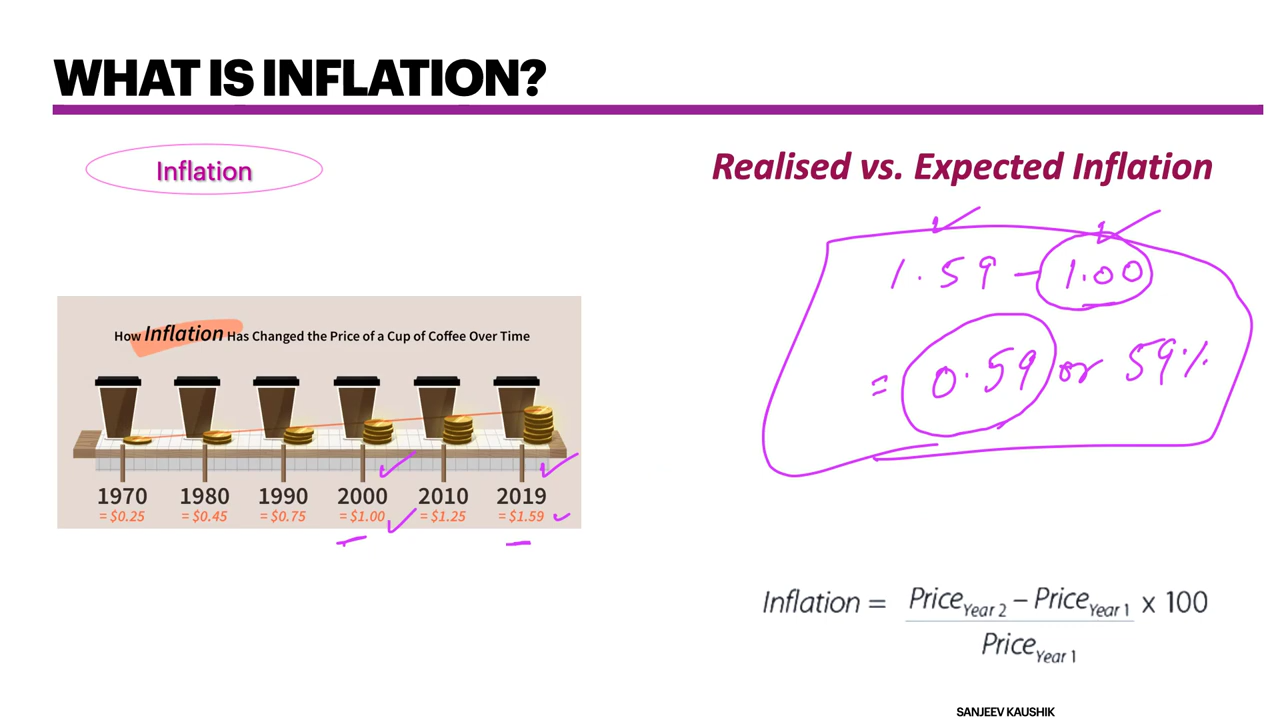 WHAT IS INFLATION?
Inflation
Realised vs. Expected Inflation
1.59 - 1.00
= 0.59 or 59%
How Inflation Has Changed the Price of a Cup of Coffee Over Time
1970 1980 1990 2000 2010 2019
= $0.25 = $0.45 = $0.75 = $1.00 = $1.25 = $1.59
Inflation = Price Year 2 – Price Year 1 x 100
Price Year 1
SANJEEV KAUSHIK